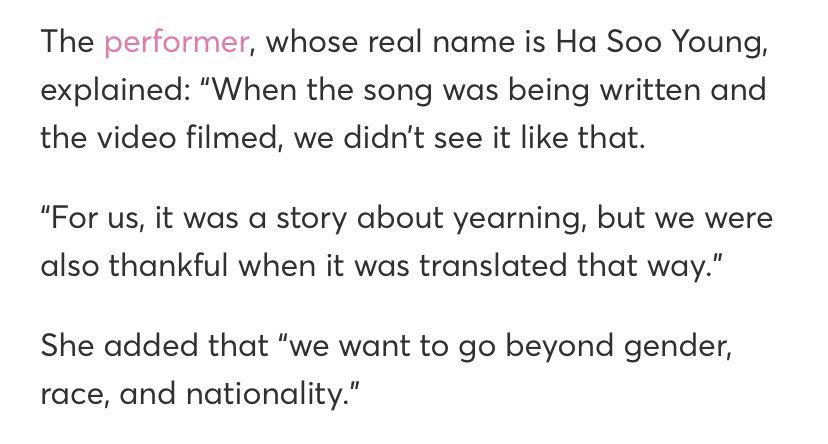 The performer, whose real name is Ha Soo Young,
explained: “When the song was being written and
the video filmed, we didn’t see it like that.
“For us, it was a story about yearning, but we were
also thankful when it was translated that way.”
She added that “we want to go beyond gender,
race, and nationality.”